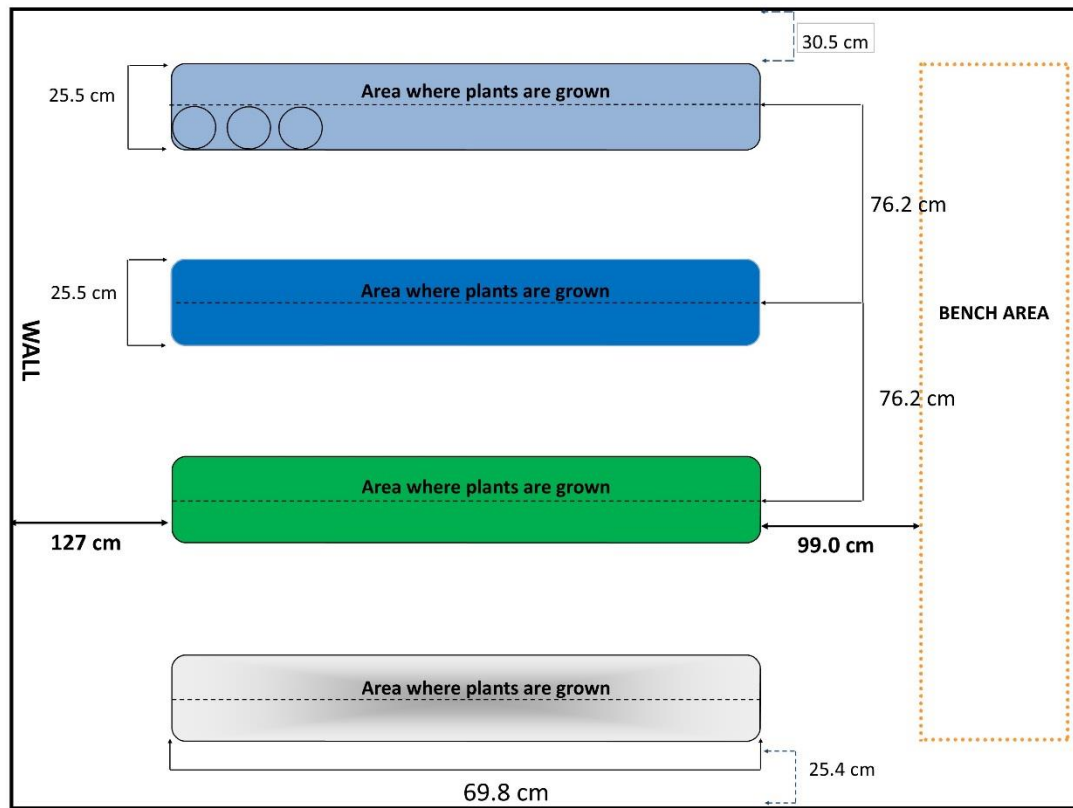 30.5 cm
25.5 cm
Area where plants are grown
76.2 cm
25.5 cm
Area where plants are grown
WALL
BENCH AREA
76.2 cm
Area where plants are grown
127 cm
99.0 cm
Area where plants are grown
25.4 cm
69.8 cm